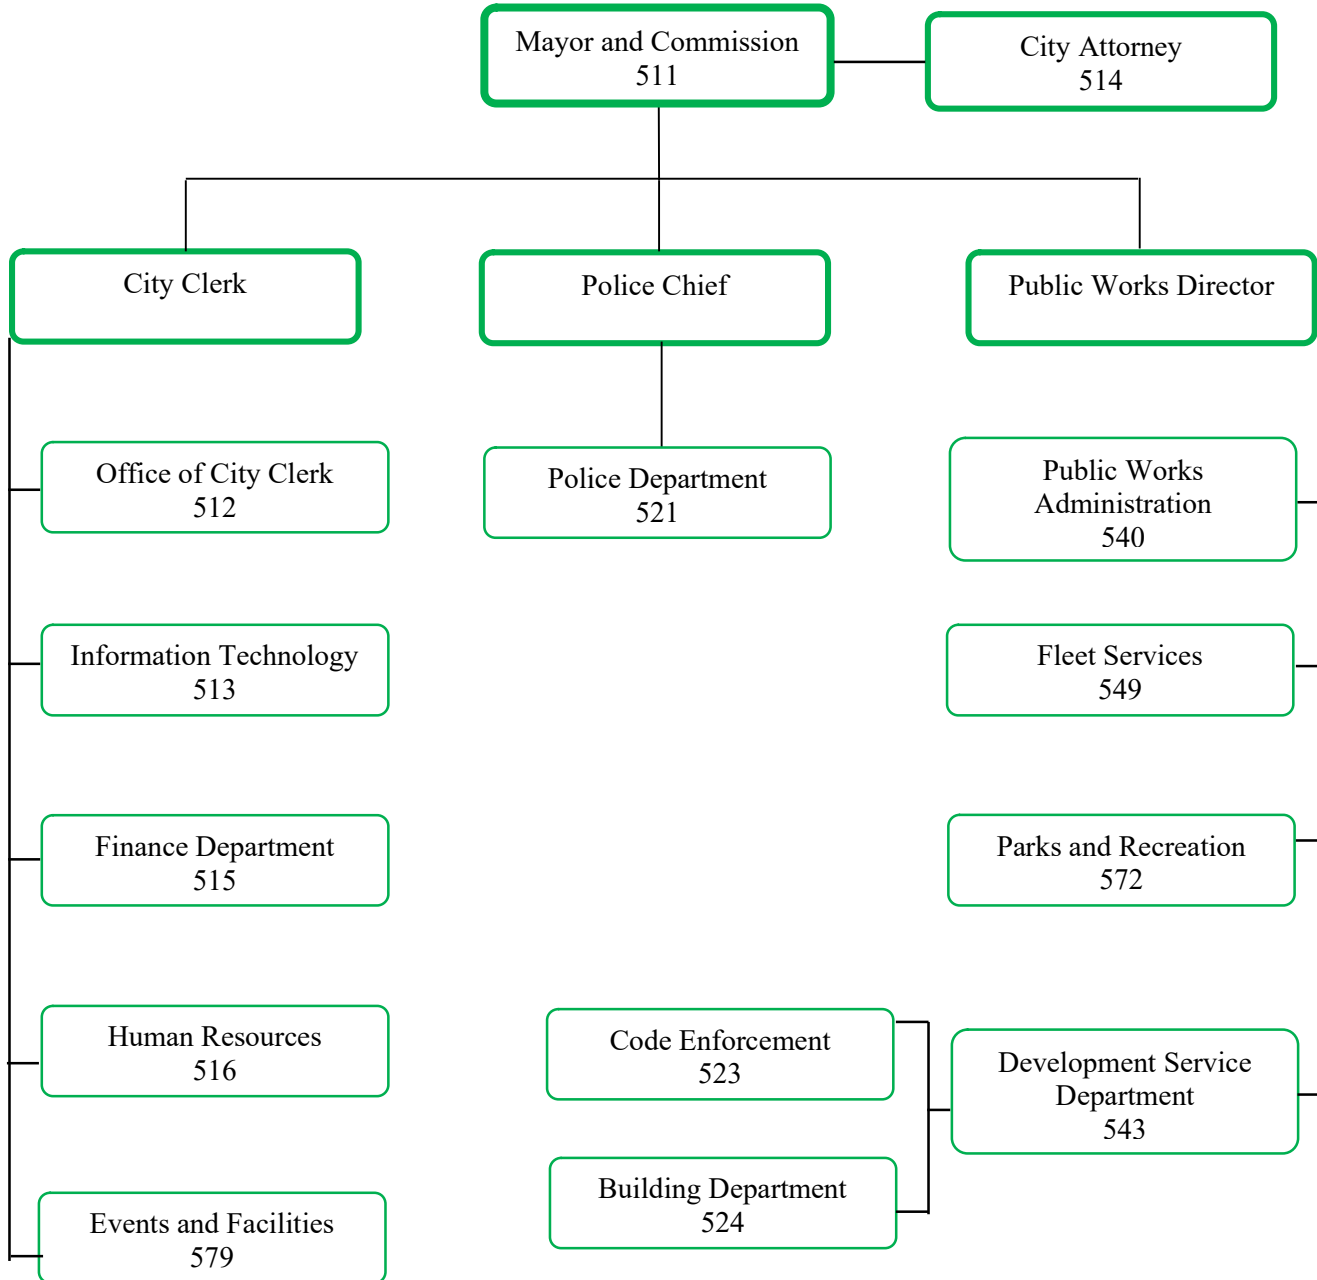 Mayor and Commission
511
City Attorney
514
City Clerk
Police Chief
Public Works Director
Office of City Clerk
512
Police Department
521
Public Works
Administration
540
Information Technology
513
Fleet Services
549
Finance Department
515
Parks and Recreation
572
Human Resources
516
Code Enforcement
523
Development Service
Department
543
Building Department
524
Events and Facilities
579